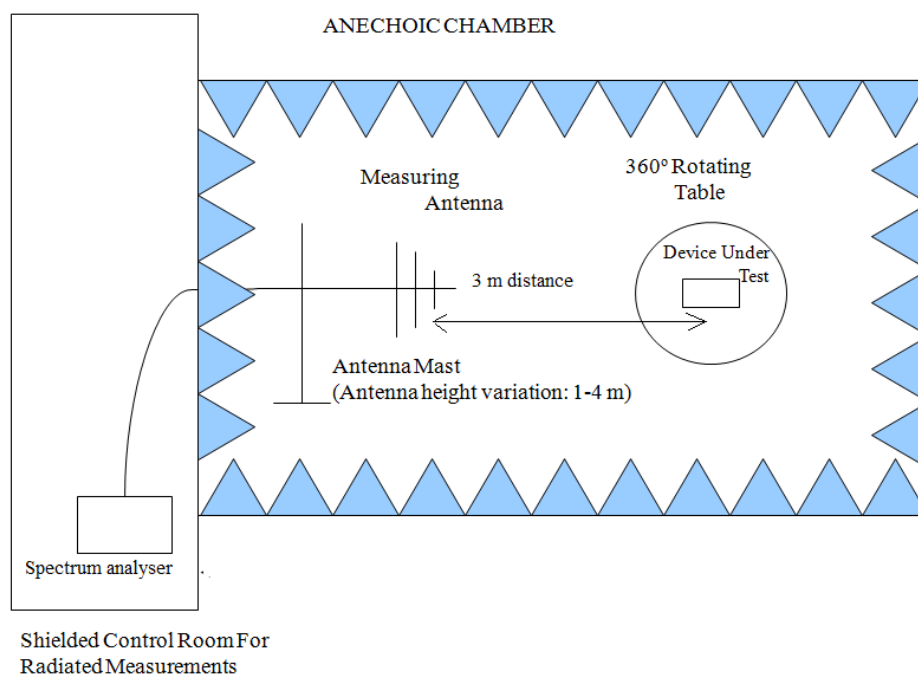 ANECHOIC CHAMBER
360º Rotating
Table
Measuring
Antenna
Device Under
Test
3 m distance
Antenna Mast
(Antenna height variation: 1-4 m)
Spectrum analyser
Shielded Control Room For
Radiated Measurements